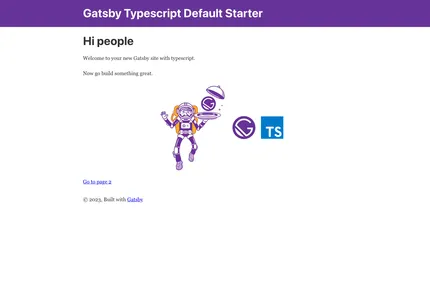 Gatsby Typescript Default Starter
Hi people
Welcome to your new Gatsby site with typescript.
Now go build something great.
TS
Go to page 2
© 2023, Built with Gatsby